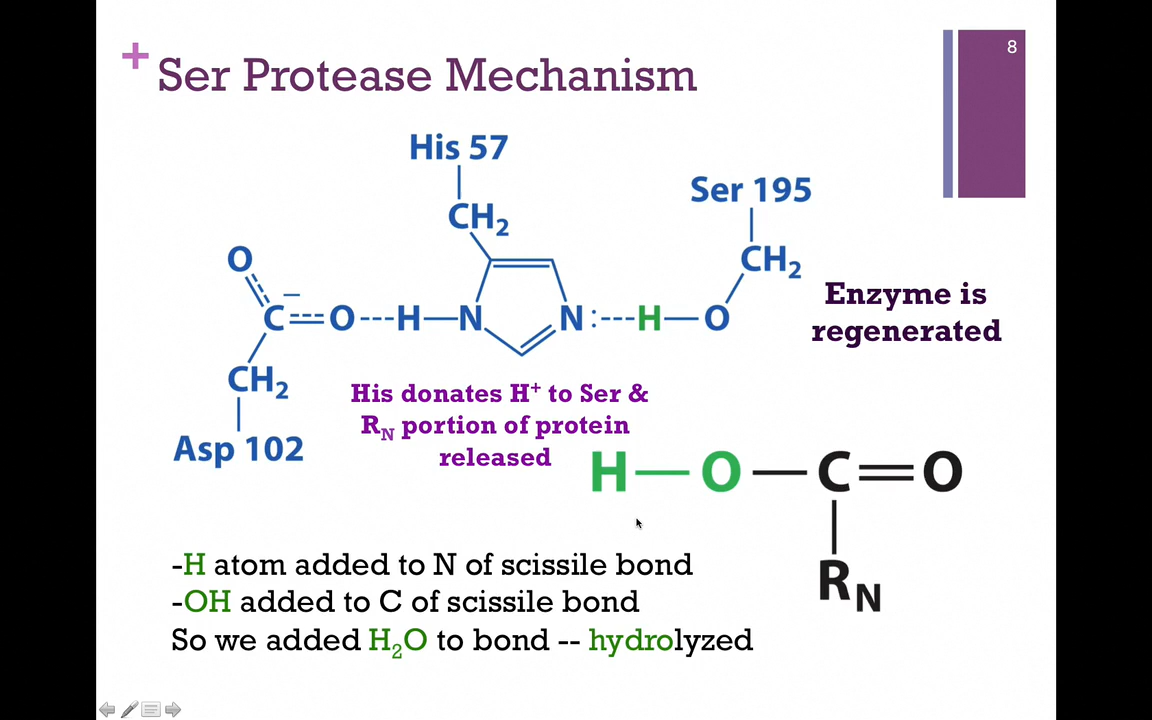 8
+ Ser Protease Mechanism
His 57
CH₂
Ser 195
CH₂
O
C O---H—N N:---H—O
−
CH₂
Asp 102
Enzyme is
regenerated
His donates H⁺ to Ser &
R_N portion of protein
released
H—O—C=O
R_N
-H atom added to N of scissile bond
-OH added to C of scissile bond
So we added H₂O to bond -- hydrolyzed